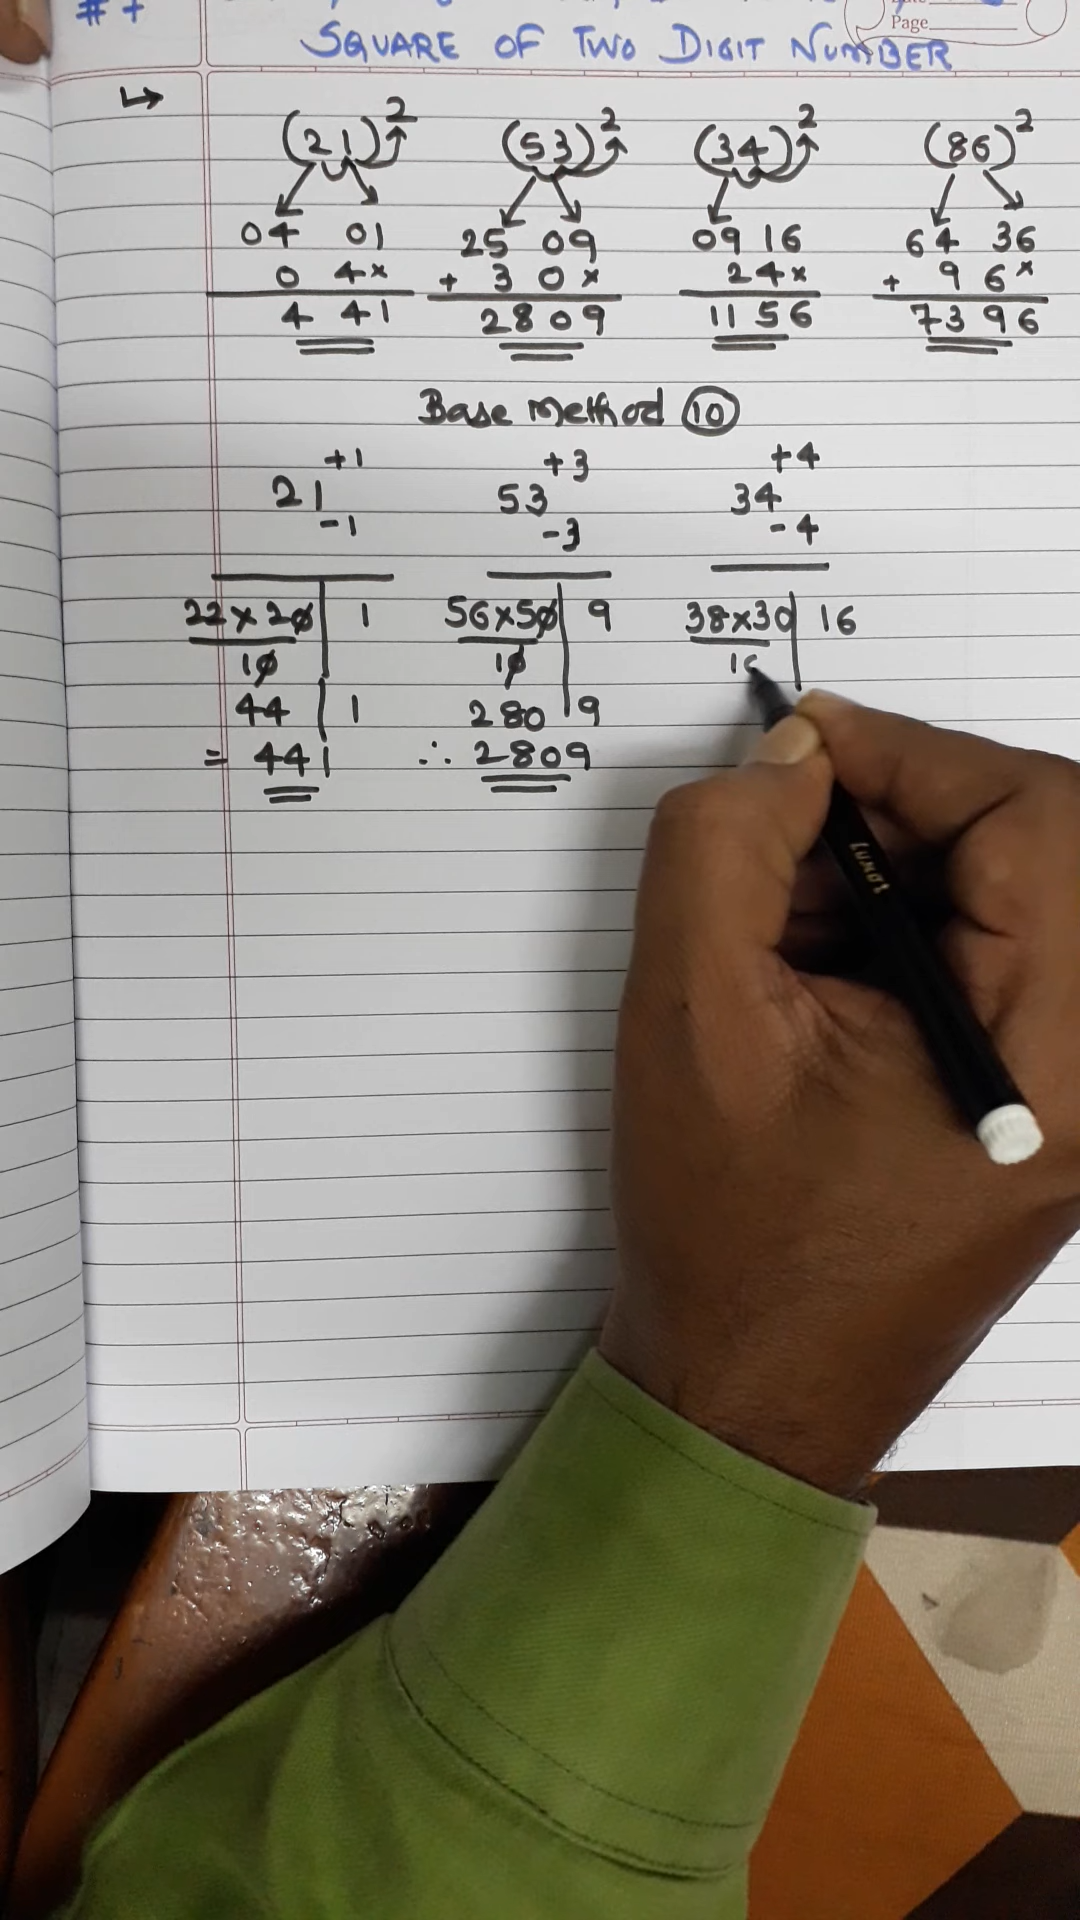 # 7
Page
SQUARE OF TWO DIGIT NUMBER
↳ (21)² (53)² (34)² (86)²
04 01 25 09 09 16 64 36
0 4× + 3 0× 24× + 9 6×
4 41 2809 1156 7396
Base Method 10
+1 +3 +4
21 53 34
-1 -3 -4
22×20 | 1 56×50 | 9 38×30 | 16
10 10 1
44 | 1 280 | 9
= 441 ∴ 2809
LUXOR